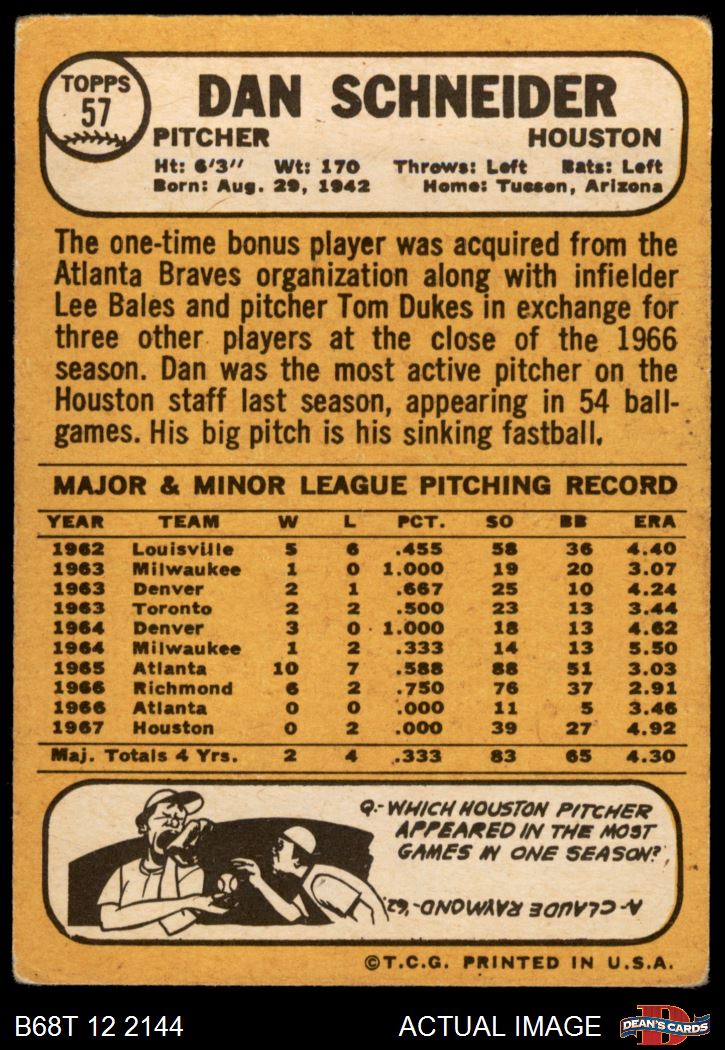 TOPPS
57
DAN SCHNEIDER
PITCHER HOUSTON
Ht: 6'3" Wt: 170 Throws: Left Bats: Left
Born: Aug. 29, 1942 Home: Tucson, Arizona
The one-time bonus player was acquired from the
Atlanta Braves organization along with infielder
Lee Bales and pitcher Tom Dukes in exchange for
three other players at the close of the 1966
season. Dan was the most active pitcher on the
Houston staff last season, appearing in 54 ball-
games. His big pitch is his sinking fastball.
MAJOR & MINOR LEAGUE PITCHING RECORD
YEAR TEAM W L PCT. SO BB ERA
1962 Louisville 5 6 .455 58 36 4.40
1963 Milwaukee 1 0 1.000 19 20 3.07
1963 Denver 2 1 .667 25 10 4.24
1963 Toronto 2 2 .500 23 13 3.44
1964 Denver 3 0 1.000 18 13 4.62
1964 Milwaukee 1 2 .333 14 13 5.50
1965 Atlanta 10 7 .588 88 51 3.03
1966 Richmond 6 2 .750 76 37 2.91
1966 Atlanta 0 0 .000 11 5 3.46
1967 Houston 0 2 .000 39 27 4.92
Maj. Totals 4 Yrs. 2 4 .333 83 65 4.30
Q.-WHICH HOUSTON PITCHER
APPEARED IN THE MOST
GAMES IN ONE SEASON?
A-CLAUDE RAYMOND-62'.
©T.C.G. PRINTED IN U.S.A.
B68T 12 2144 ACTUAL IMAGE D DEAN'S CARDS